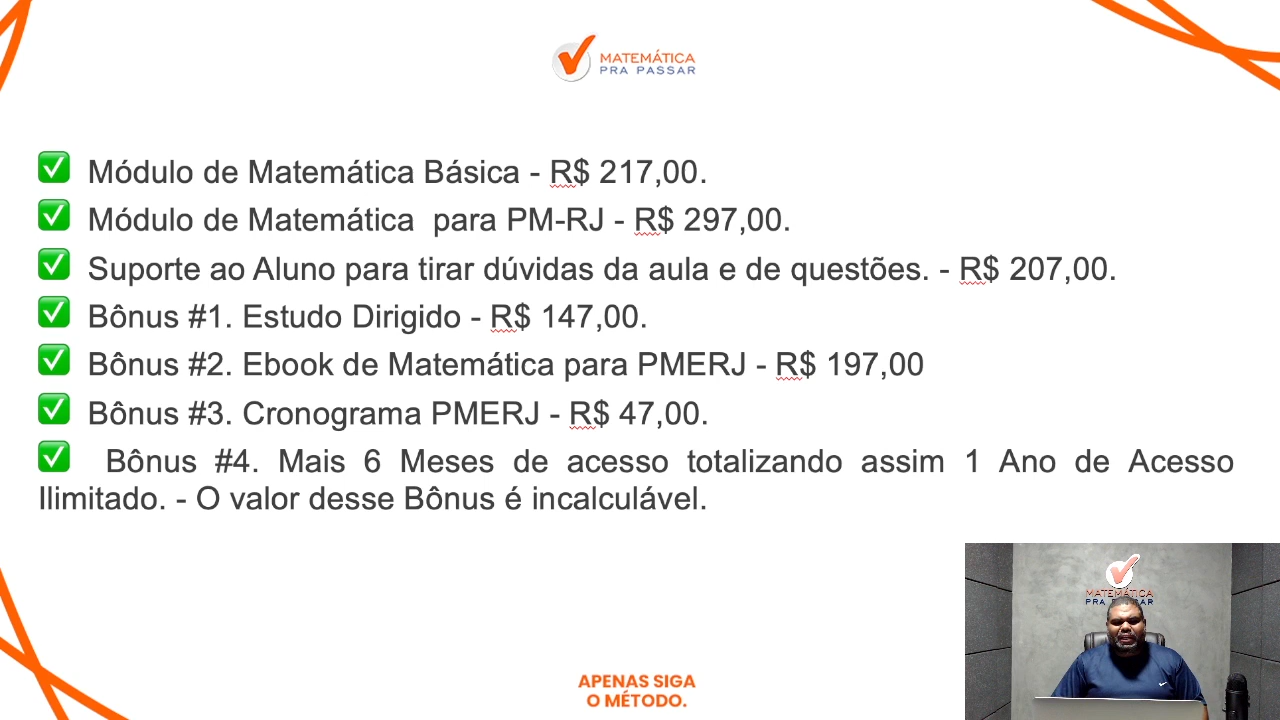 MATEMÁTICA
PRA PASSAR
✅ Módulo de Matemática Básica - R$ 217,00.
✅ Módulo de Matemática  para PM-RJ - R$ 297,00.
✅ Suporte ao Aluno para tirar dúvidas da aula e de questões. - R$ 207,00.
✅ Bônus #1. Estudo Dirigido - R$ 147,00.
✅ Bônus #2. Ebook de Matemática para PMERJ - R$ 197,00
✅ Bônus #3. Cronograma PMERJ - R$ 47,00.
✅ Bônus #4. Mais 6 Meses de acesso totalizando assim 1 Ano de Acesso
Ilimitado. - O valor desse Bônus é incalculável.
MATEMÁTICA
PRA PASSAR
APENAS SIGA
O MÉTODO.